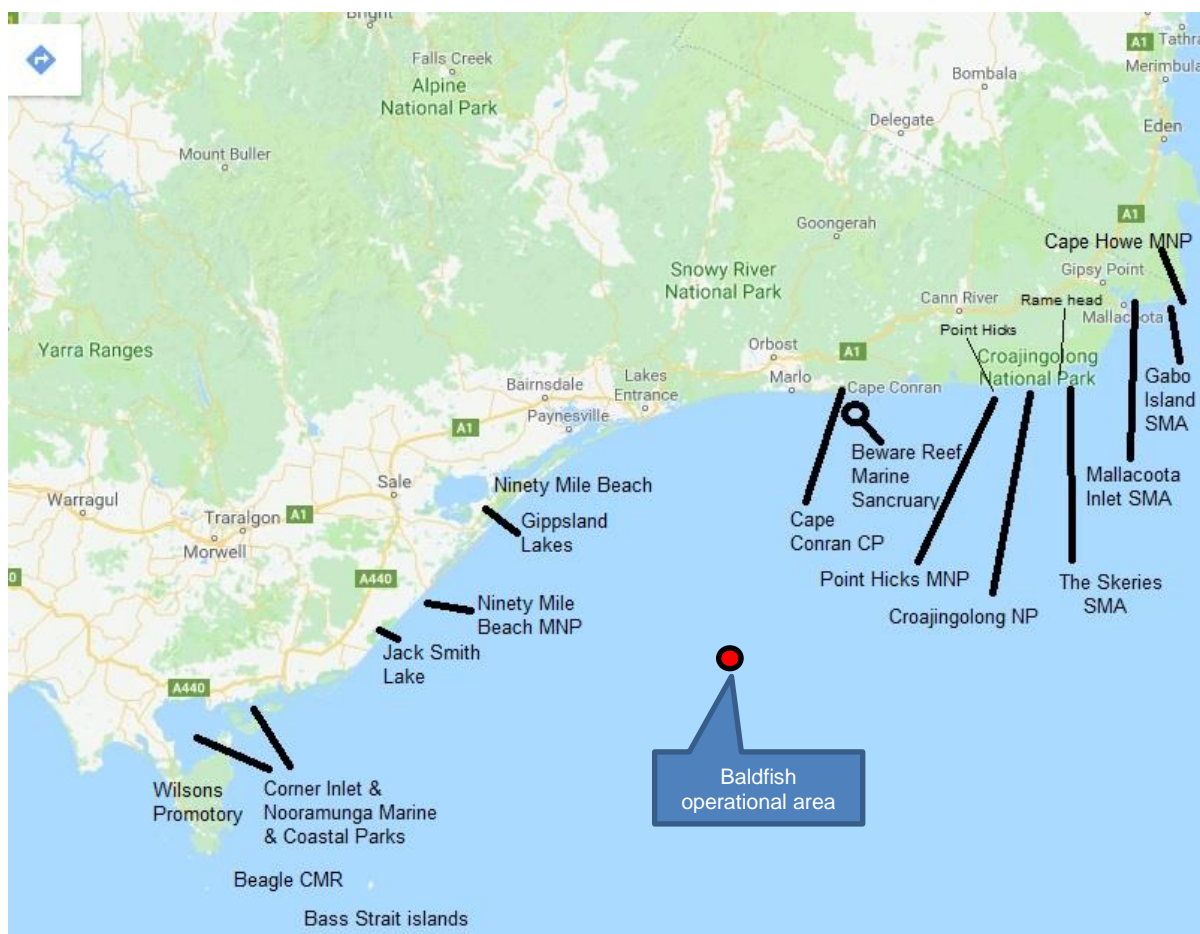 Bright
Falls Creek
Alpine
National Park
Mount Buller
A1
Tathra
Merimbula
Bombala
Delegate
Eden
Goongerah
A1
Cape Howe MNP
Gipsy Point
Snowy River
National Park
Cann River
Rame head
Mallacoota
Point Hicks
Yarra Ranges
Orbost
A1
Croajingolong
National Park
Bairnsdale
Lakes
Entrance
Marlo
Cape Conran
Gabo
Island
SMA
Paynesville
A1
Beware Reef
Marine
Sancruary
Mallacoota
Inlet SMA
Sale
Ninety Mile Beach
Warragul
Traralgon
A1
Gippsland
Lakes
Cape
Conran CP
Morwell
A440
Point Hicks MNP
The Skeries
SMA
Ninety Mile
Beach MNP
Croajingolong NP
Jack Smith
Lake
A440
Baldfish
operational area
Wilsons
Promotory
Corner Inlet &
Nooramunga Marine
& Coastal Parks
Beagle CMR
Bass Strait islands